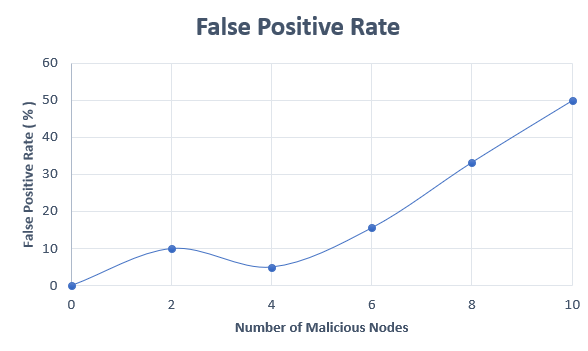 False Positive Rate
False Positive Rate ( % )
60
50
40
30
20
10
0
0 2 4 6 8 10
Number of Malicious Nodes